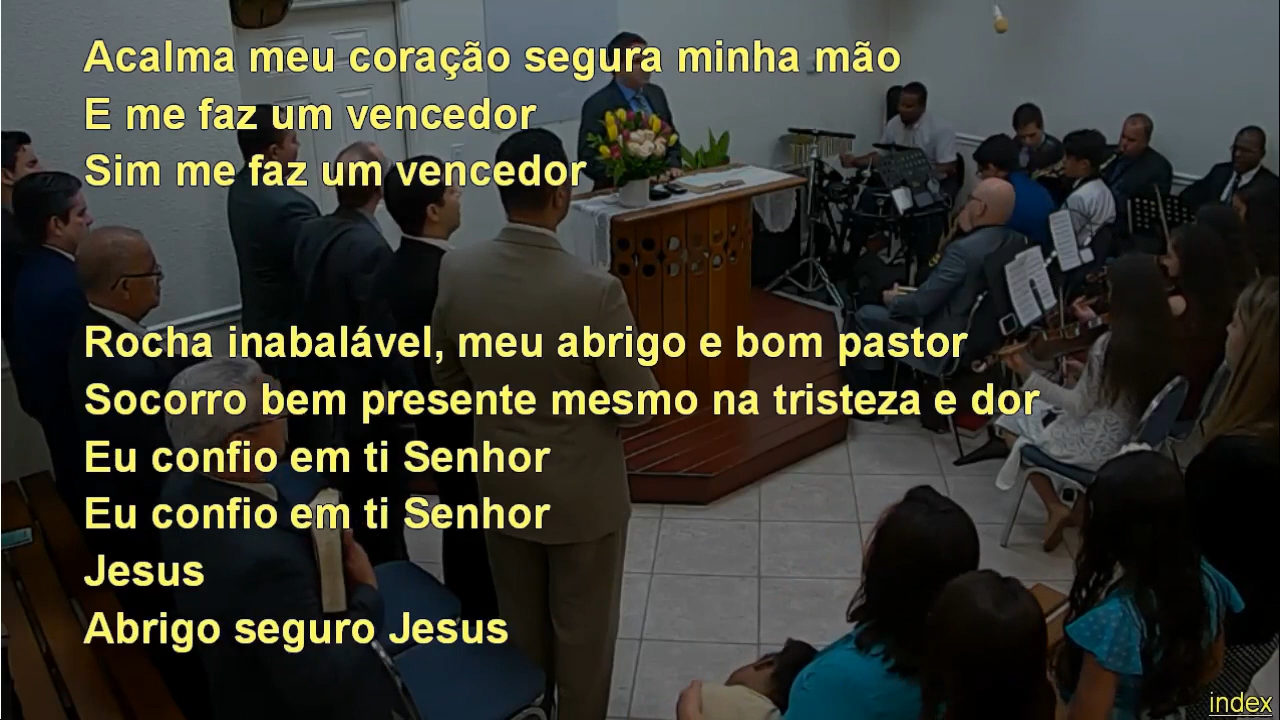 Acalma meu coração segura minha mão
E me faz um vencedor
Sim me faz um vencedor
Rocha inabalável, meu abrigo e bom pastor
Socorro bem presente mesmo na tristeza e dor
Eu confio em ti Senhor
Eu confio em ti Senhor
Jesus
Abrigo seguro Jesus
index